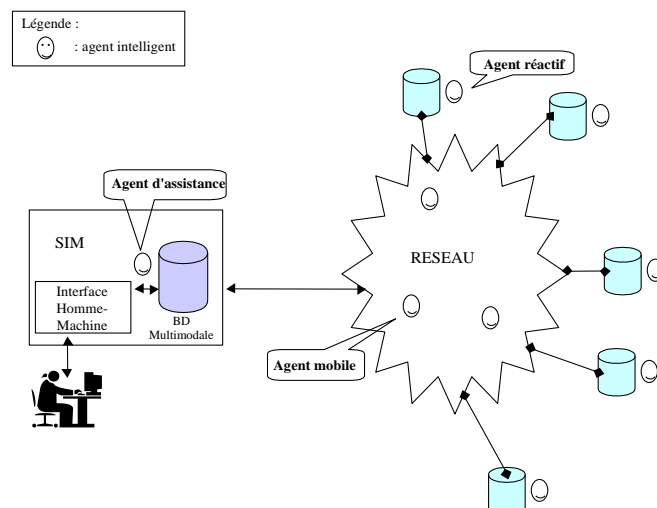 Légende :
: agent intelligent
Agent réactif
Agent d'assistance
SIM
RESEAU
Interface
Homme-
Machine
BD
Multimodale
Agent mobile